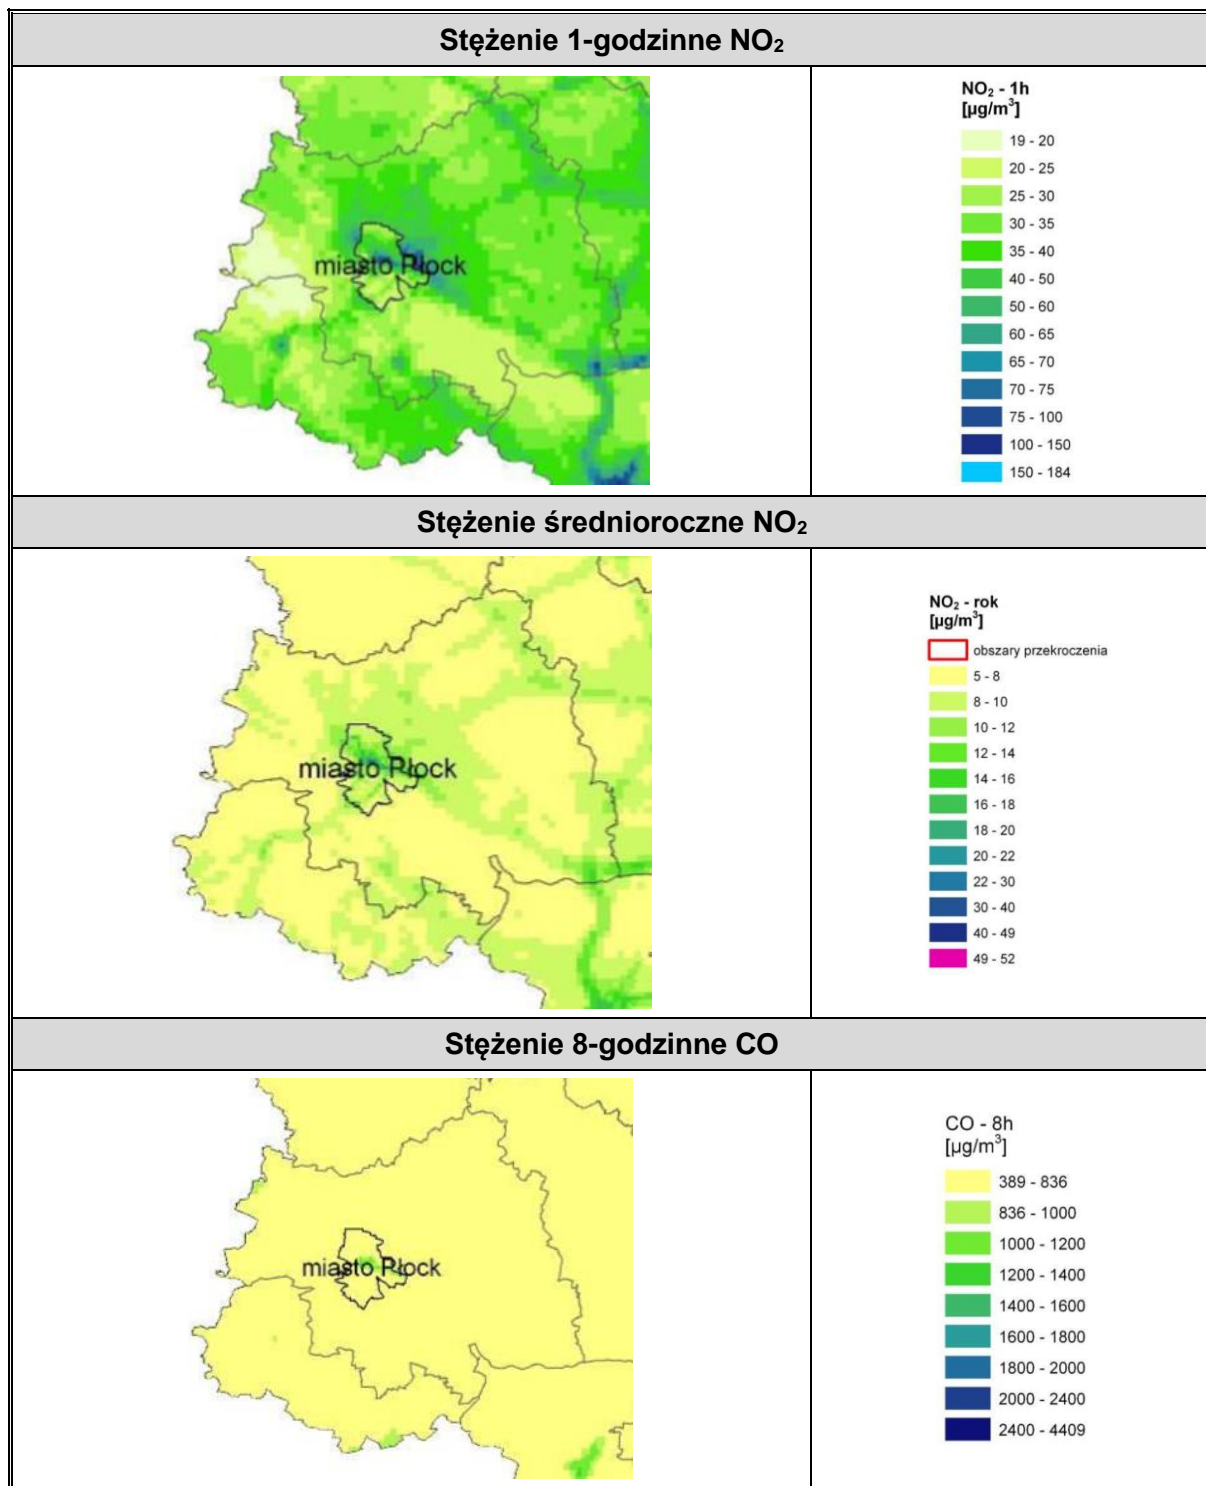 Stężenie 1-godzinne NO₂
miasto Płock
NO₂ - 1h
[µg/m³]
19 - 20
20 - 25
25 - 30
30 - 35
35 - 40
40 - 50
50 - 60
60 - 65
65 - 70
70 - 75
75 - 100
100 - 150
150 - 184
Stężenie średnioroczne NO₂
miasto Płock
NO₂ - rok
[µg/m³]
obszary przekroczenia
5 - 8
8 - 10
10 - 12
12 - 14
14 - 16
16 - 18
18 - 20
20 - 22
22 - 30
30 - 40
40 - 49
49 - 52
Stężenie 8-godzinne CO
miasto Płock
CO - 8h
[µg/m³]
389 - 836
836 - 1000
1000 - 1200
1200 - 1400
1400 - 1600
1600 - 1800
1800 - 2000
2000 - 2400
2400 - 4409